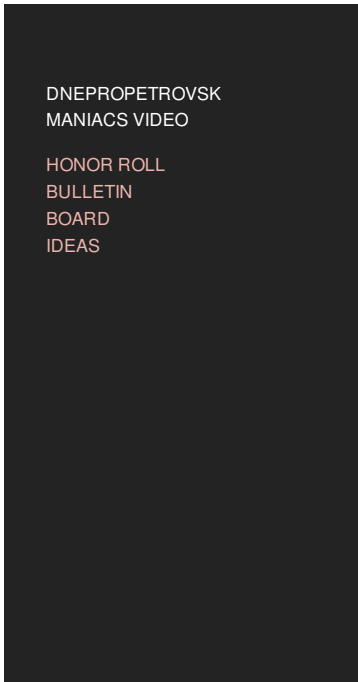 DNEPROPETROVSK
MANIACS VIDEO
HONOR ROLL
BULLETIN
BOARD
IDEAS